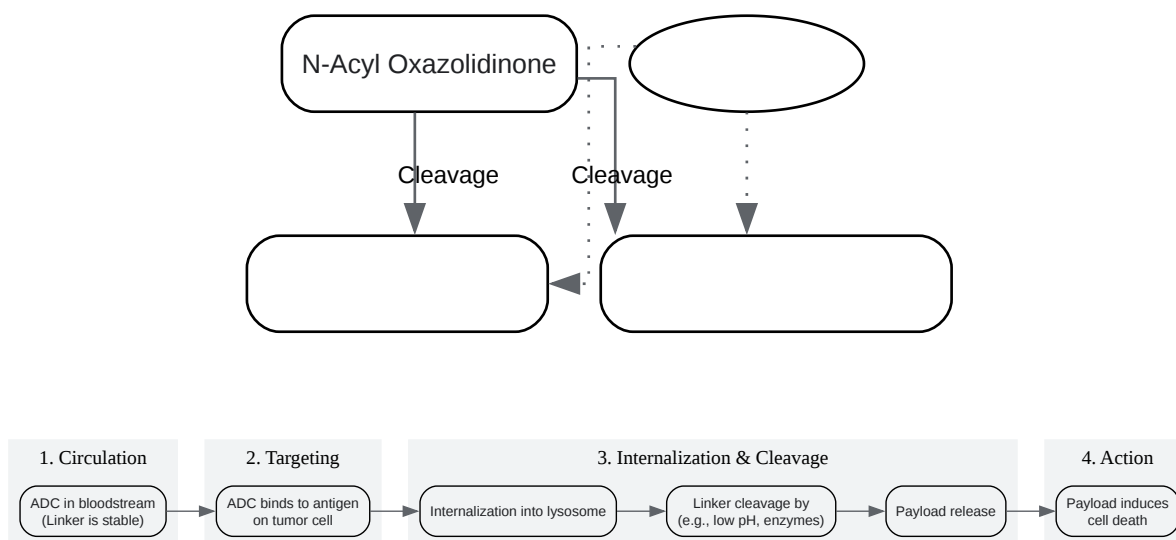 N-Acyl Oxazolidinone
Cleavage
Cleavage
1. Circulation
2. Targeting
3. Internalization & Cleavage
4. Action
ADC in bloodstream
(Linker is stable)
ADC binds to antigen
on tumor cell
Internalization into lysosome
Linker cleavage by
(e.g., low pH, enzymes)
Payload release
Payload induces
cell death